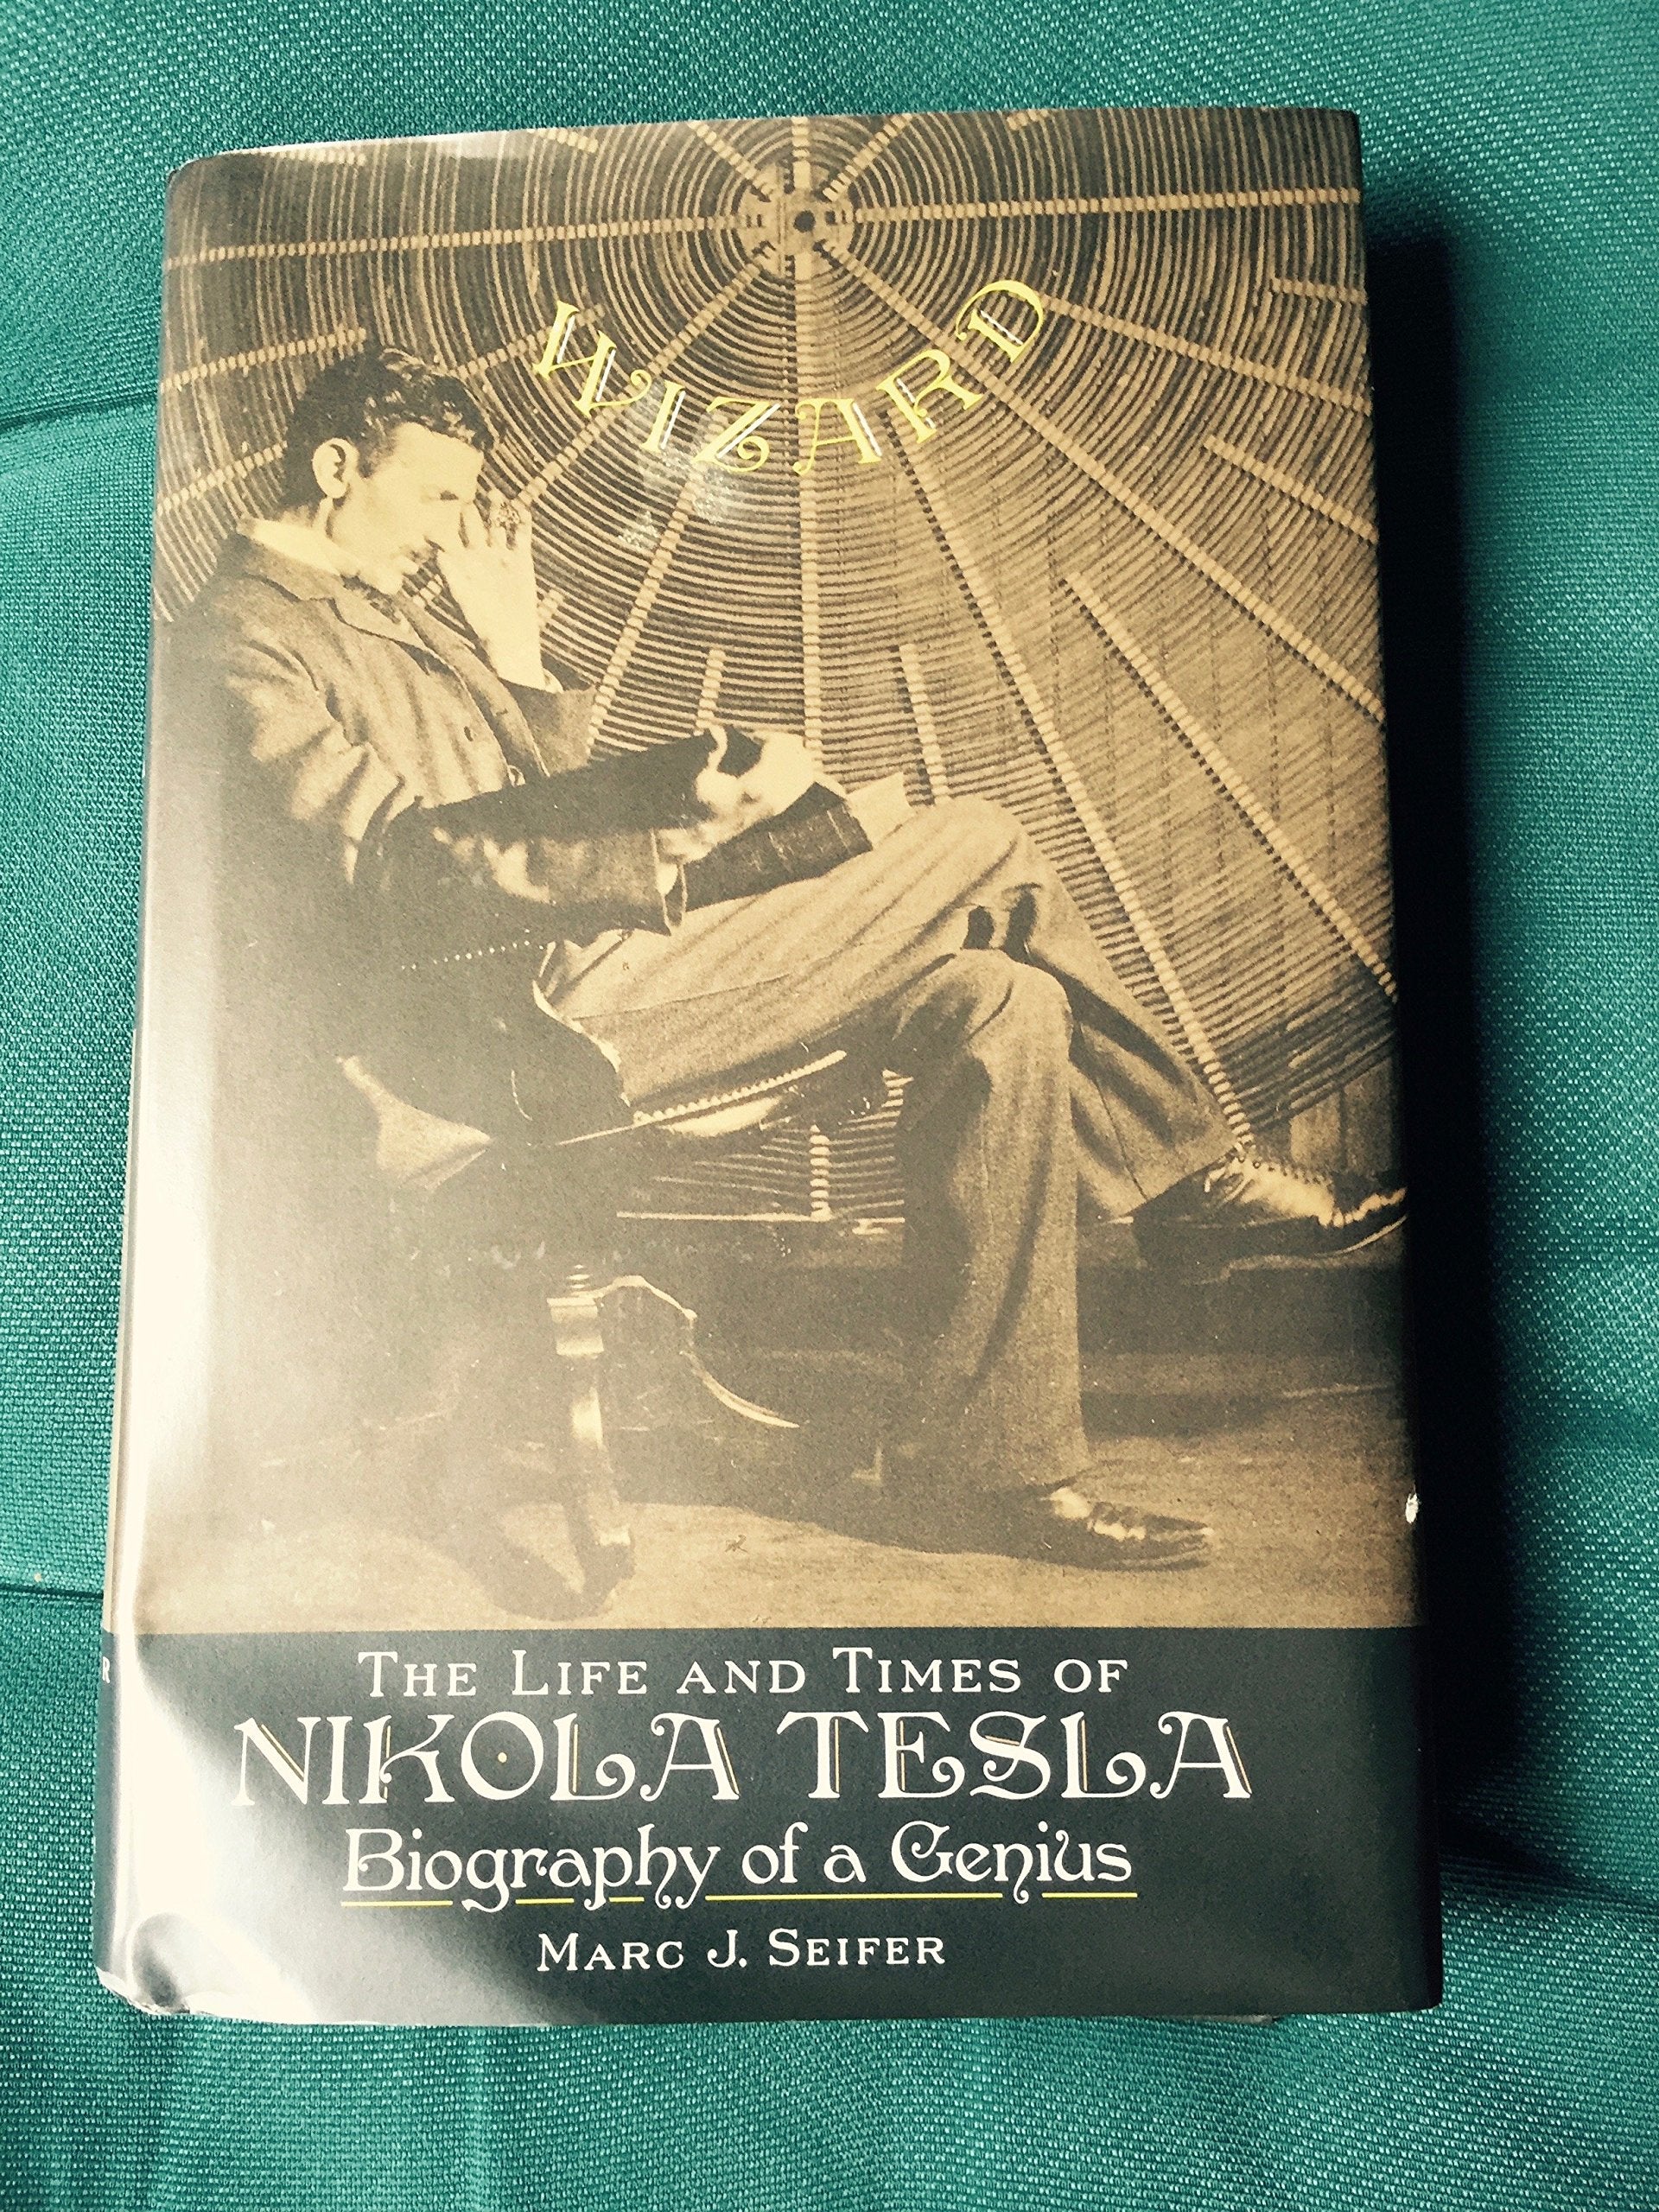 WIZARD
THE LIFE AND TIMES OF
NIKOLA TESLA
Biography of a Genius
MARC J. SEIFER
R